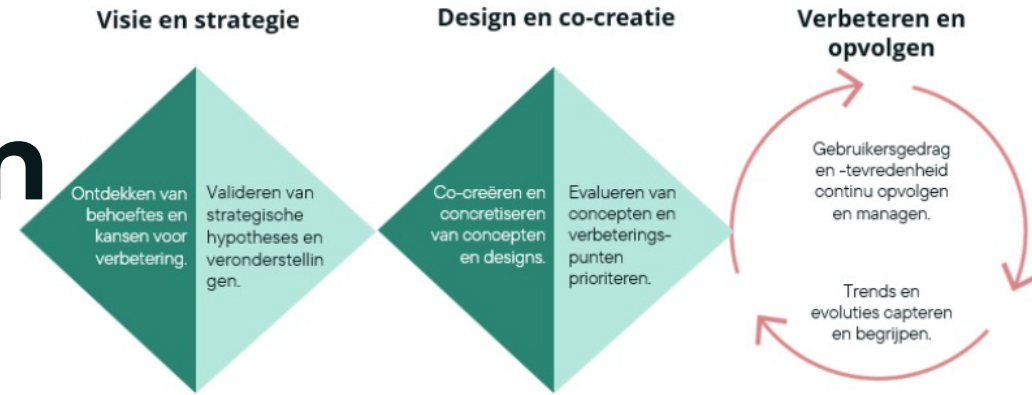 Visie en strategie
Design en co-creatie
Verbeteren en
opvolgen
n
Ontdekken van
behoeftes en
kansen voor
verbetering.
Valideren van
strategische
hypotheses en
veronderstellin
gen.
Co-creëren en
concretiseren
van concepten
en designs.
Evalueren van
concepten en
verbeterings-
punten
prioriteren.
Gebruikersgedrag
en -tevredenheid
continu opvolgen
en managen.
Trends en
evoluties capteren
en begrijpen.